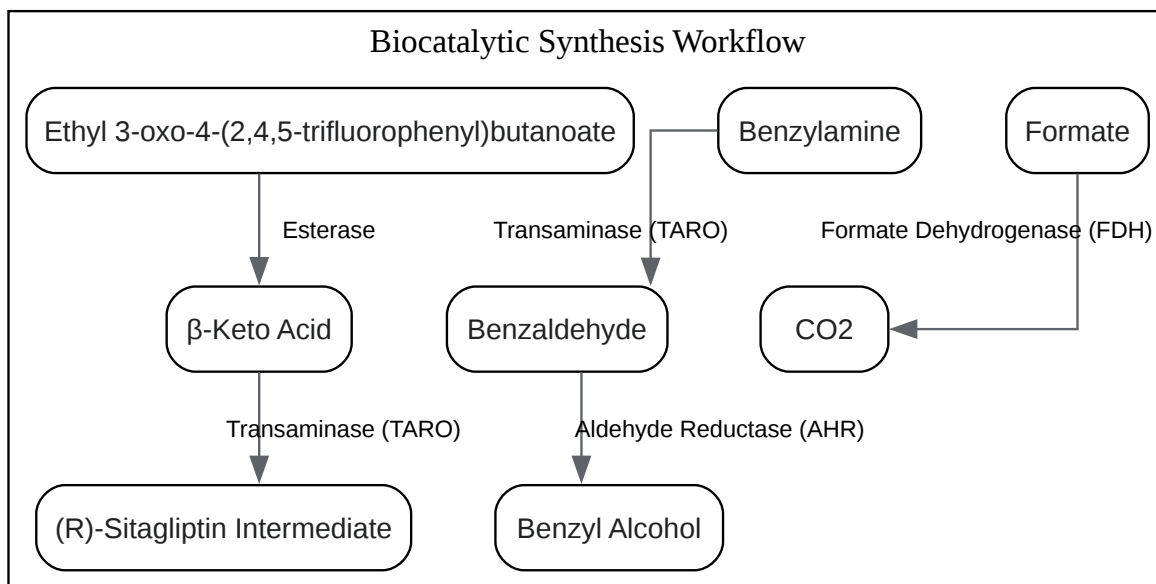 Biocatalytic Synthesis Workflow
Ethyl 3-oxo-4-(2,4,5-trifluorophenyl)butanoate
Benzylamine
Formate
Esterase
Transaminase (TARO)
Formate Dehydrogenase (FDH)
β-Keto Acid
Benzaldehyde
CO2
Transaminase (TARO)
Aldehyde Reductase (AHR)
(R)-Sitagliptin Intermediate
Benzyl Alcohol